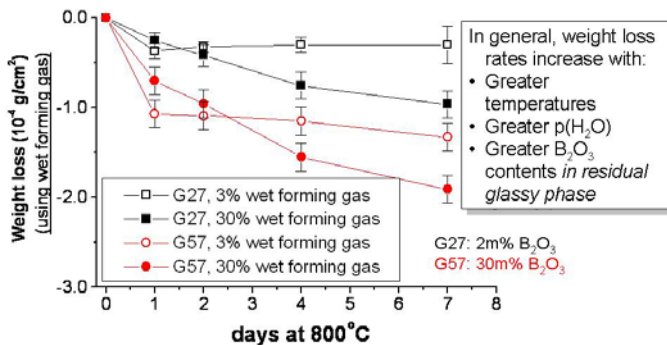 0.0
-1.0
-2.0
-3.0
Weight loss (10⁻⁴ g/cm²)
(using wet forming gas)
G27, 3% wet forming gas
G27, 30% wet forming gas
G57, 3% wet forming gas
G57, 30% wet forming gas
0 1 2 3 4 5 6 7 8
days at 800°C
In general, weight loss
rates increase with:
• Greater
temperatures
• Greater p(H₂O)
• Greater B₂O₃
contents in residual
glassy phase
G27: 2m% B₂O₃
G57: 30m% B₂O₃